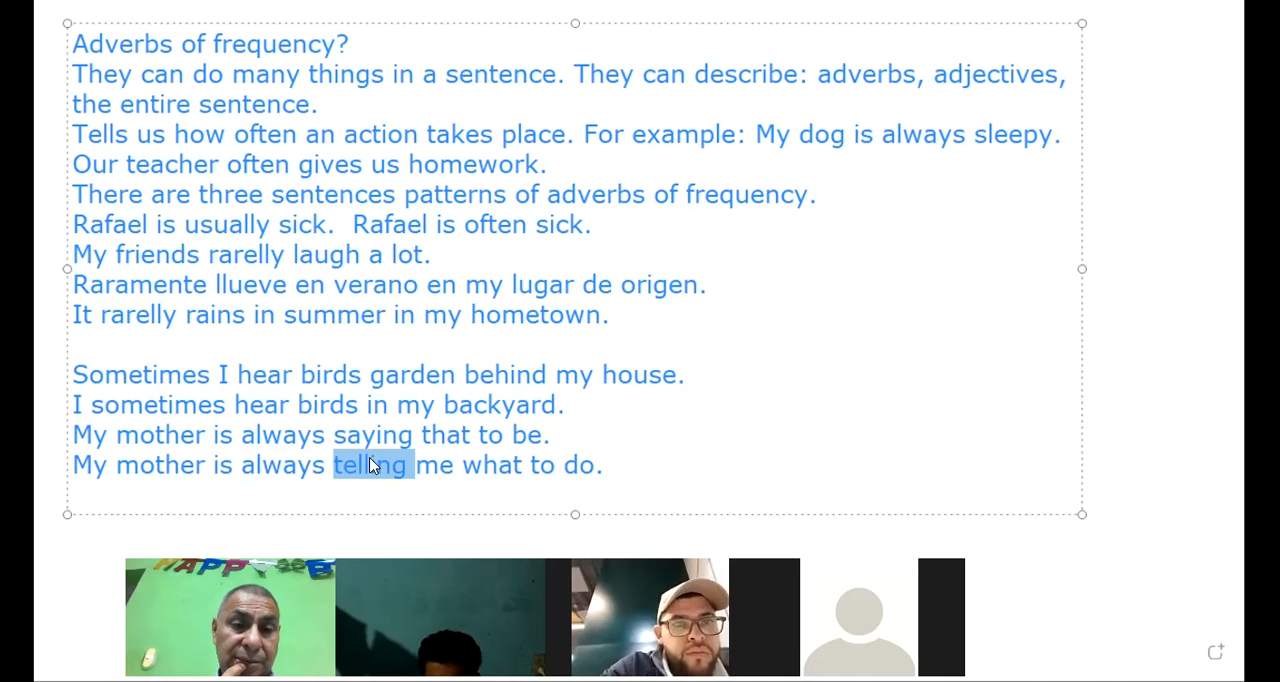 Adverbs of frequency?
They can do many things in a sentence. They can describe: adverbs, adjectives,
the entire sentence.
Tells us how often an action takes place. For example: My dog is always sleepy.
Our teacher often gives us homework.
There are three sentences patterns of adverbs of frequency.
Rafael is usually sick.  Rafael is often sick.
My friends rarelly laugh a lot.
Raramente llueve en verano en my lugar de origen.
It rarelly rains in summer in my hometown.
Sometimes I hear birds garden behind my house.
I sometimes hear birds in my backyard.
My mother is always saying that to be.
My mother is always telling me what to do.
HAPPY